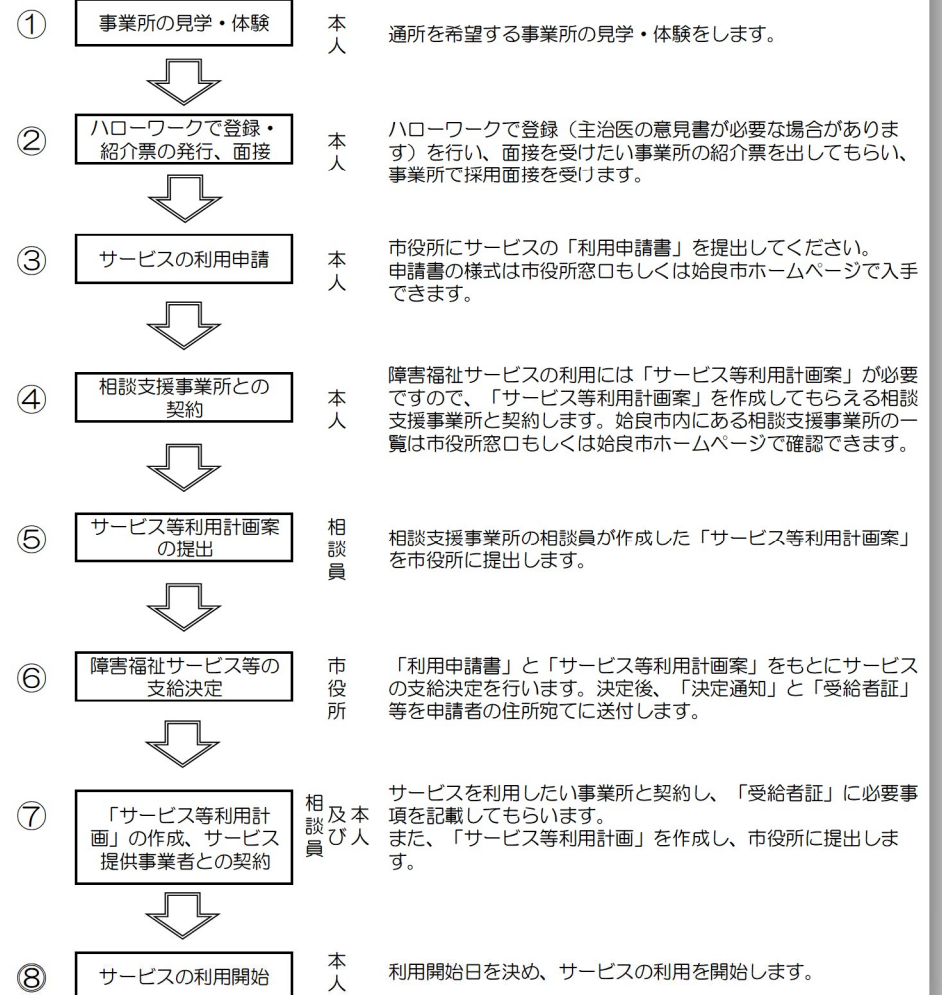 ① 事業所の見学・体験 本人 通所を希望する事業所の見学・体験をします。
② ハローワークで登録・
紹介票の発行、面接
本人
ハローワークで登録（主治医の意見書が必要な場合がありま
す）を行い、面接を受けたい事業所の紹介票を出してもらい、
事業所で採用面接を受けます。
③ サービスの利用申請 本人
市役所にサービスの「利用申請書」を提出してください。
申請書の様式は市役所窓口もしくは姶良市ホームページで入手
できます。
④ 相談支援事業所との
契約
本人
障害福祉サービスの利用には「サービス等利用計画案」が必要
ですので、「サービス等利用計画案」を作成してもらえる相談
支援事業所と契約します。姶良市内にある相談支援事業所の一
覧は市役所窓口もしくは姶良市ホームページで確認できます。
⑤ サービス等利用計画案
の提出
相談員
相談支援事業所の相談員が作成した「サービス等利用計画案」
を市役所に提出します。
⑥ 障害福祉サービス等の
支給決定
市役所
「利用申請書」と「サービス等利用計画案」をもとにサービス
の支給決定を行います。決定後、「決定通知」と「受給者証」
等を申請者の住所宛てに送付します。
⑦ 「サービス等利用計
画」の作成、サービス
提供事業者との契約
本人
及び
相談員
サービスを利用したい事業所と契約し、「受給者証」に必要事
項を記載してもらいます。
また、「サービス等利用計画」を作成し、市役所に提出しま
す。
⑧ サービスの利用開始 本人 利用開始日を決め、サービスの利用を開始します。